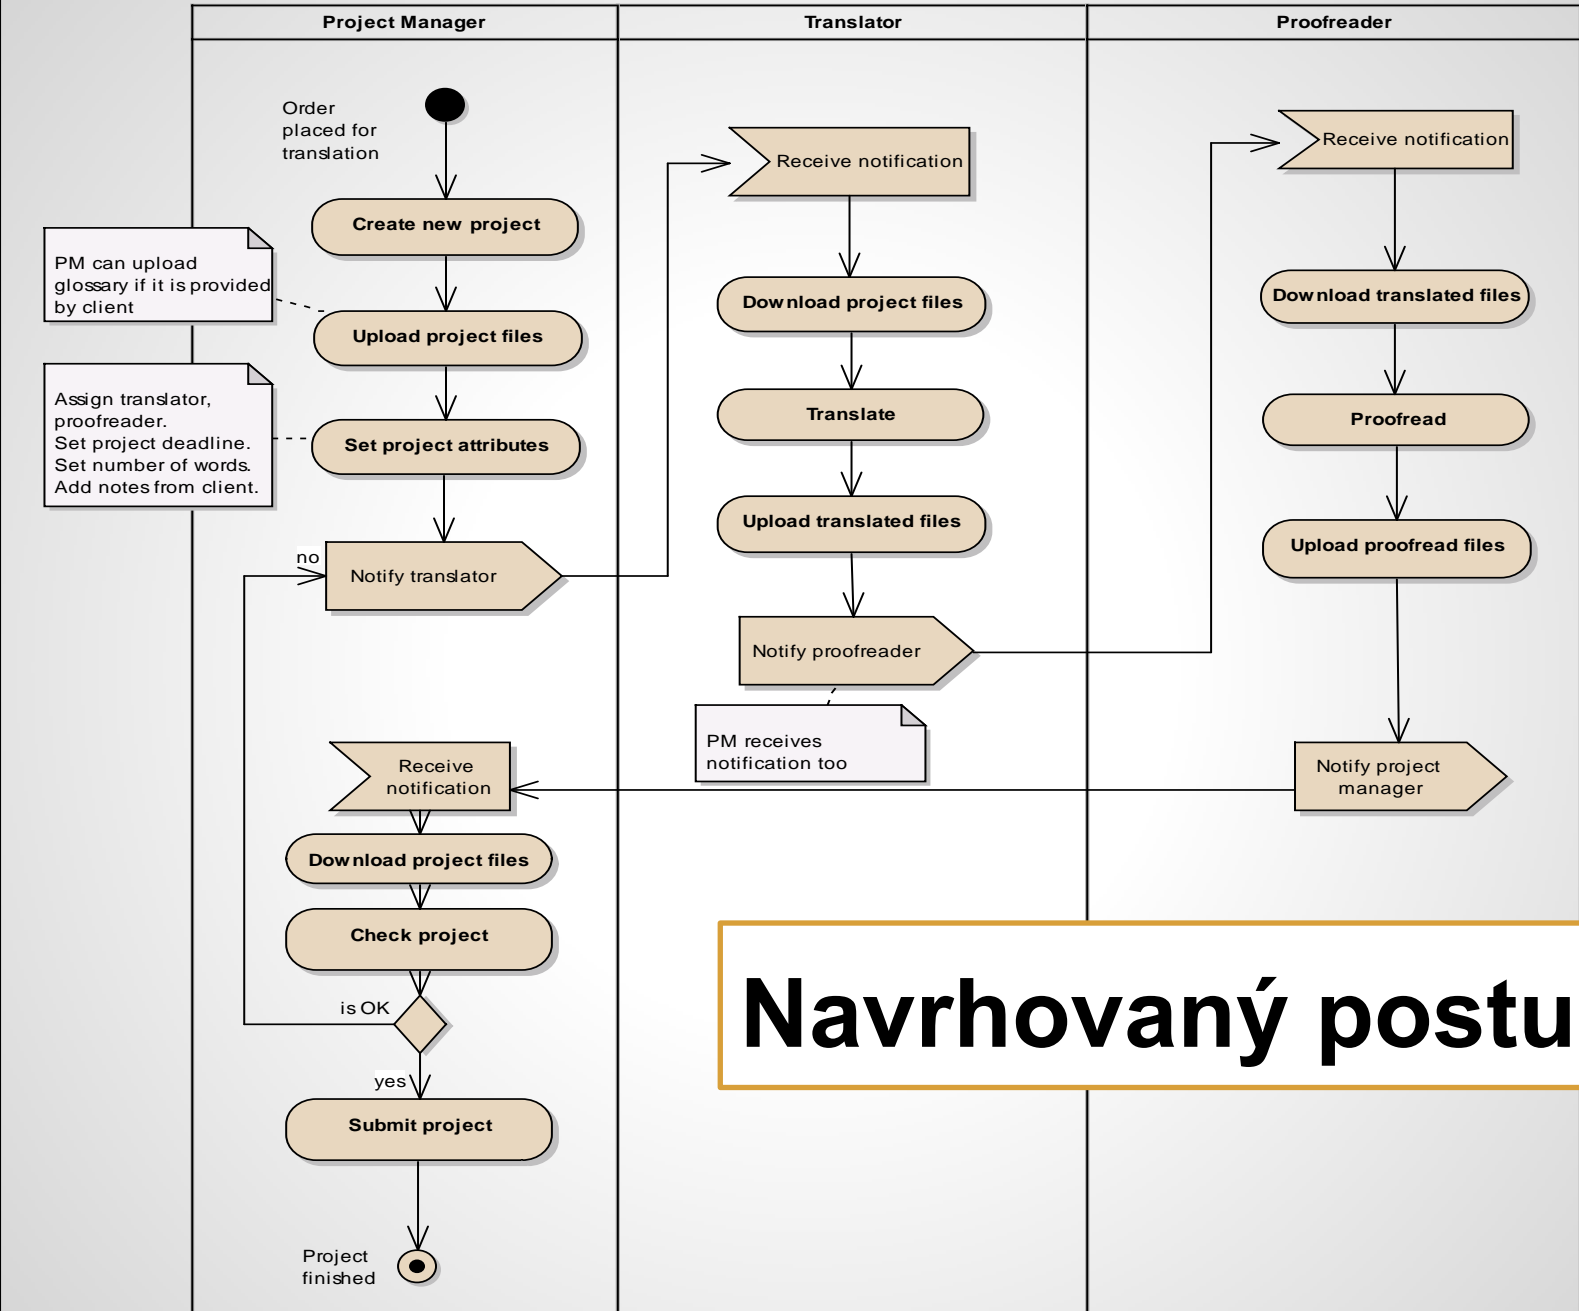 Project Manager
Translator
Proofreader
Order
placed for
translation
Create new project
PM can upload
glossary if it is provided
by client
Upload project files
Assign translator,
proofreader.
Set project deadline.
Set number of words.
Add notes from client.
Set project attributes
no
Notify translator
Receive notification
Download project files
Translate
Upload translated files
Notify proofreader
PM receives
notification too
Receive notification
Download translated files
Proofread
Upload proofread files
Notify project
manager
Receive
notification
Download project files
Check project
is OK
yes
Submit project
Project
finished
Navrhovaný postu